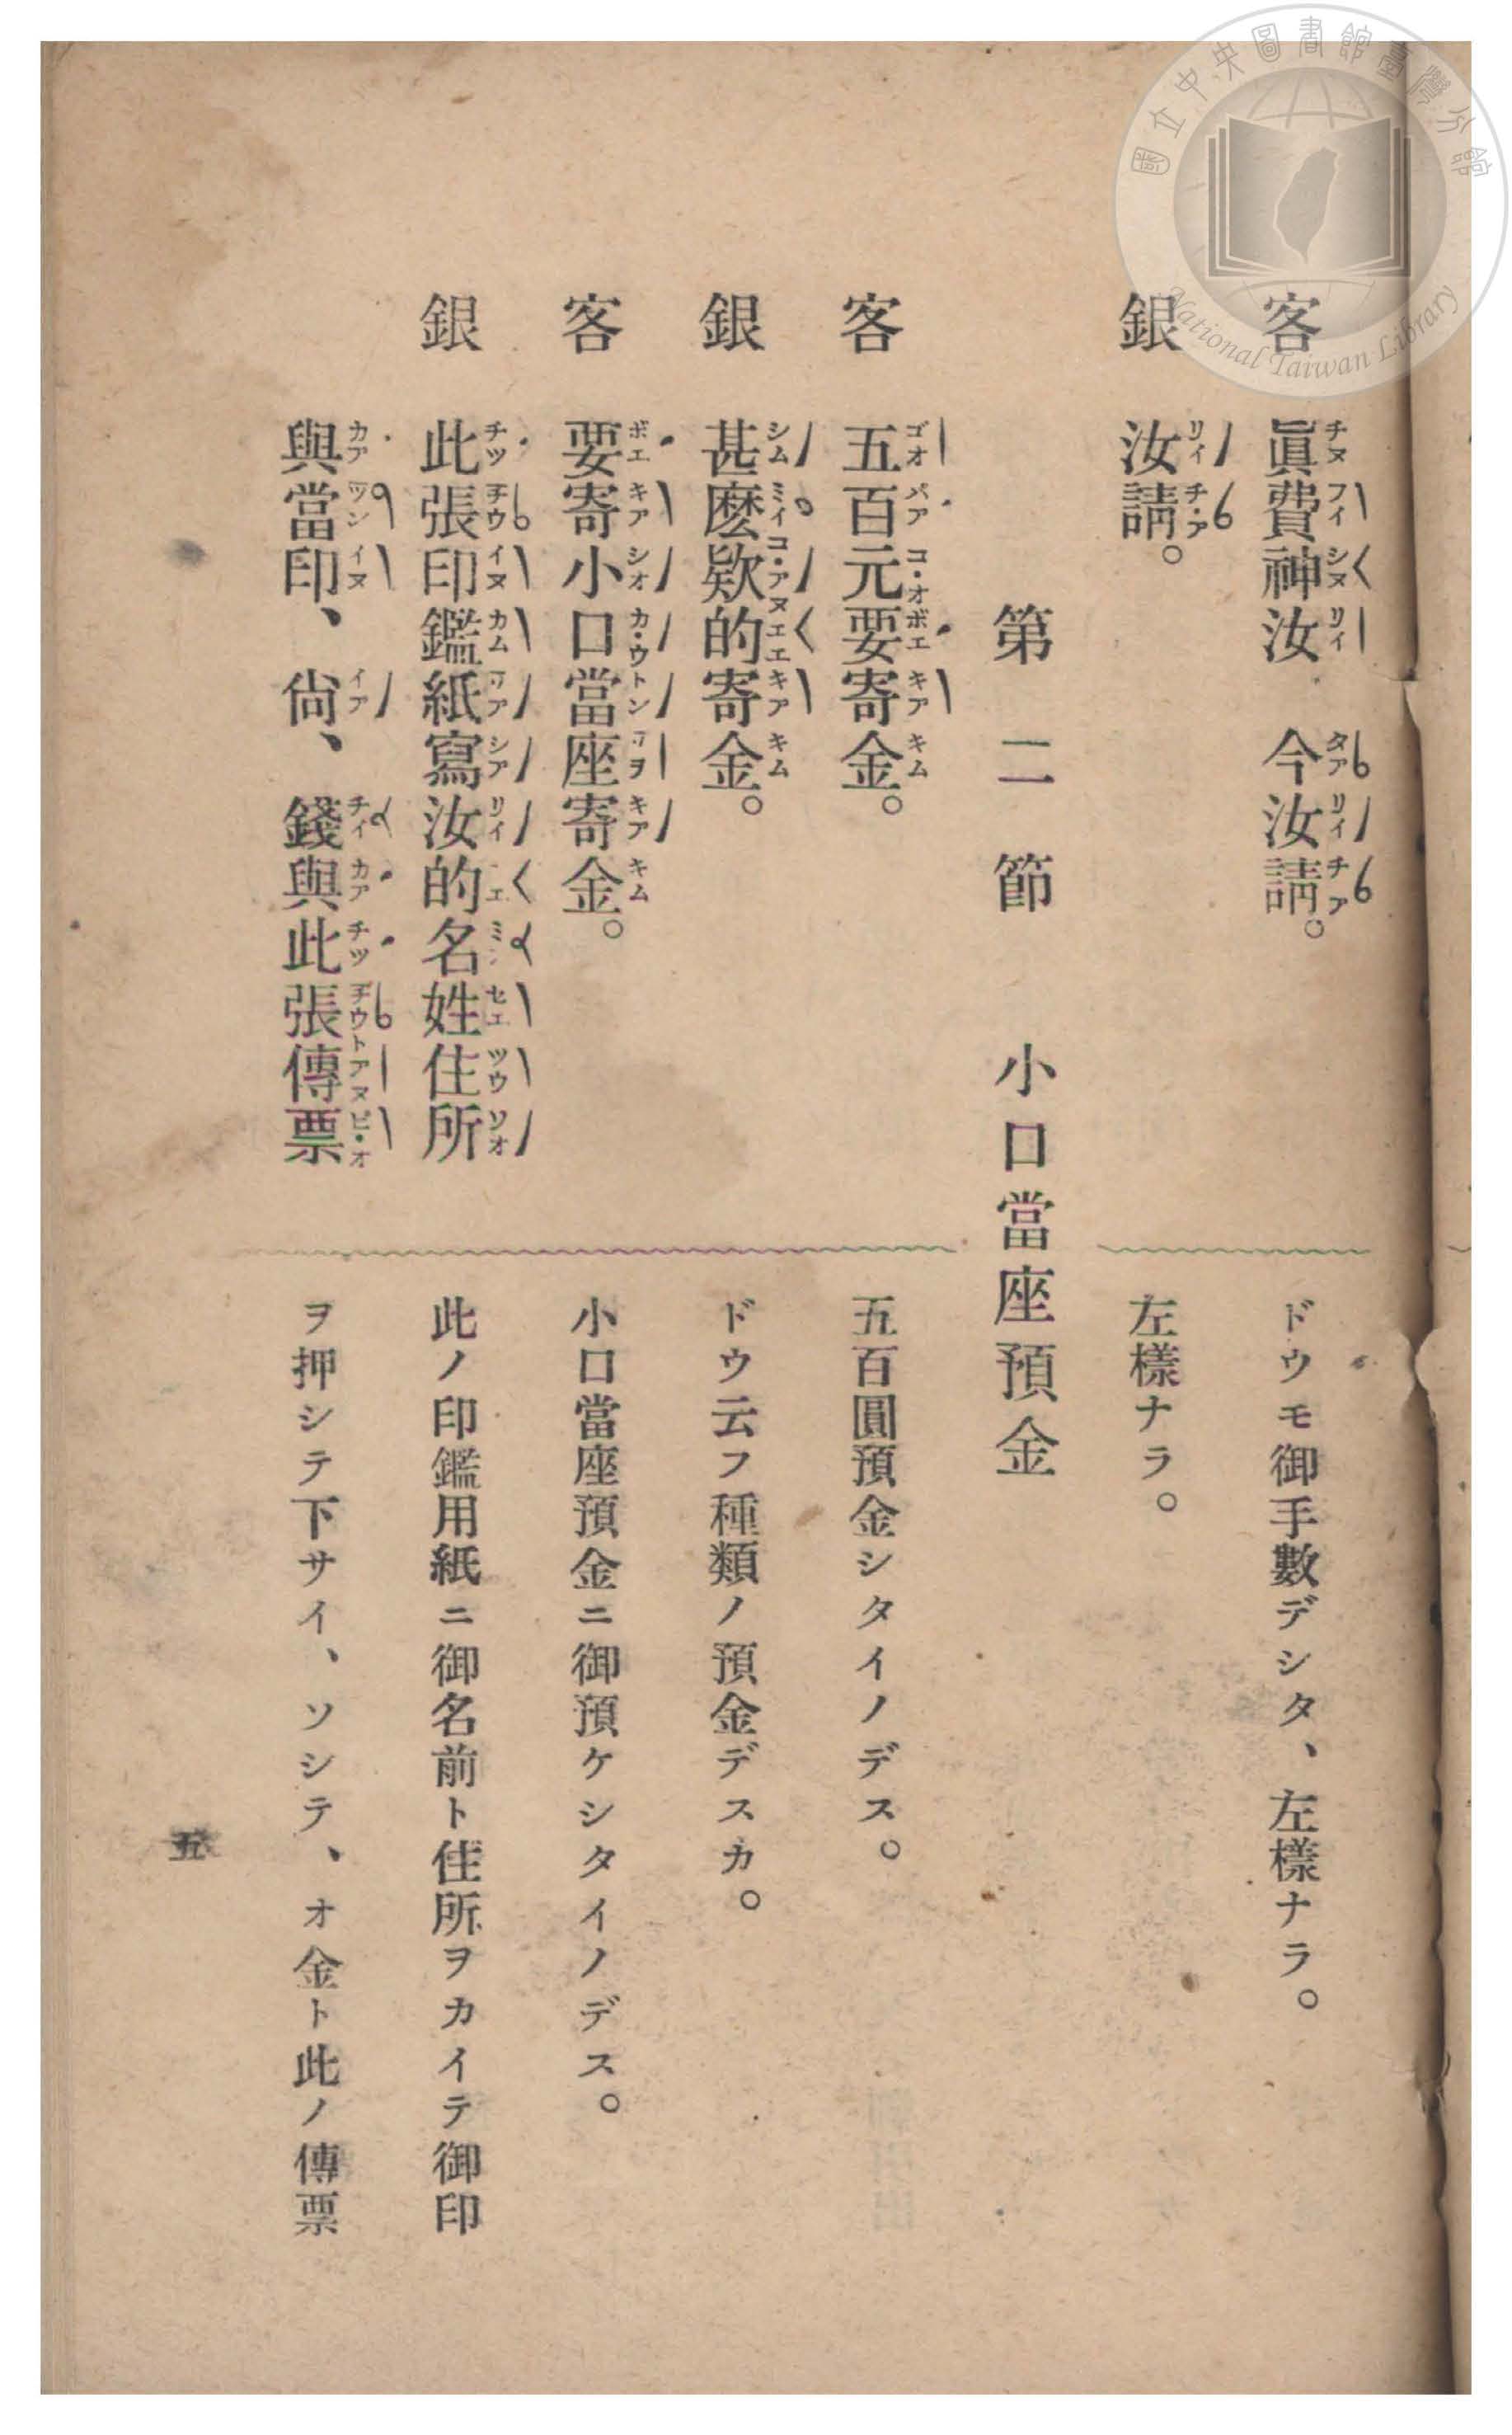 客 眞費神汝 今汝請。 ドウモ御手數デシタ、左樣ナラ。
銀 汝請。 左樣ナラ。
第二節 小口當座預金
客 五百元要寄金。 五百圓預金シタイノデス。
銀 甚麼欵的寄金。 ドウ云フ種類ノ預金デスカ。
客 要寄小口當座寄金。 小口當座預金ニ御預ケシタイノデス。
銀 此張印鑑紙寫汝的名姓住所 此ノ印鑑用紙ニ御名前ト住所ヲカイテ御印
與當印、尙、錢與此張傳票 ヲ押シテ下サイ、ソシテ、オ金ト此ノ傳票
五
國立中央圖書館臺灣分館
National Taiwan Library